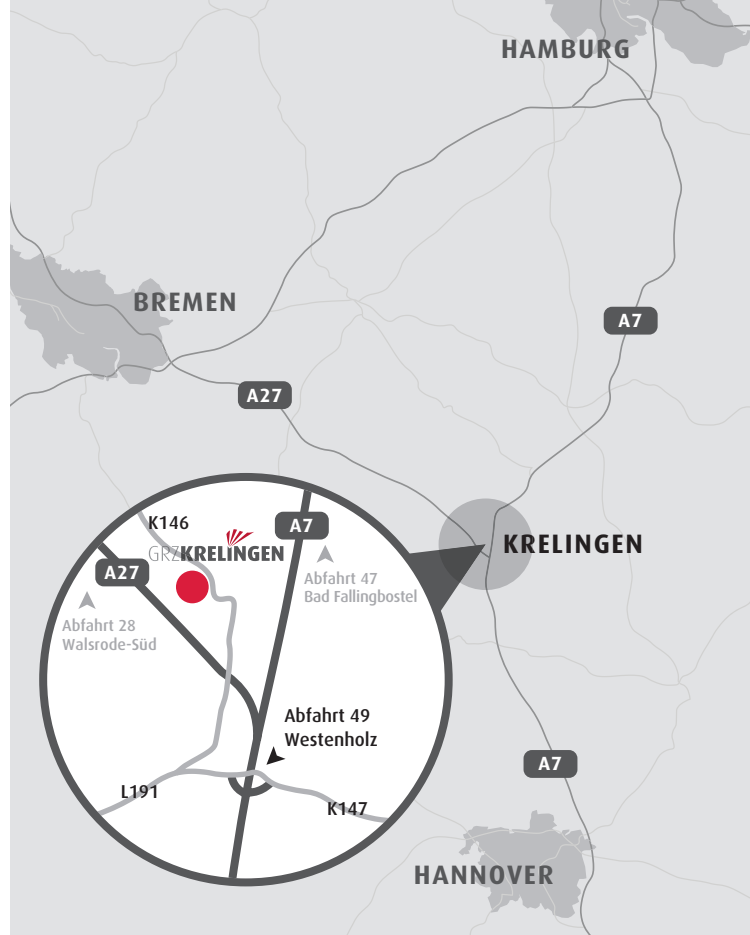 HAMBURG
BREMEN
A7
A27
K146
A7
GRZKRELINGEN
KRELINGEN
A27
Abfahrt 47
Bad Fallingbostel
Abfahrt 28
Walsrode-Süd
Abfahrt 49
Westenholz
A7
L191
K147
HANNOVER